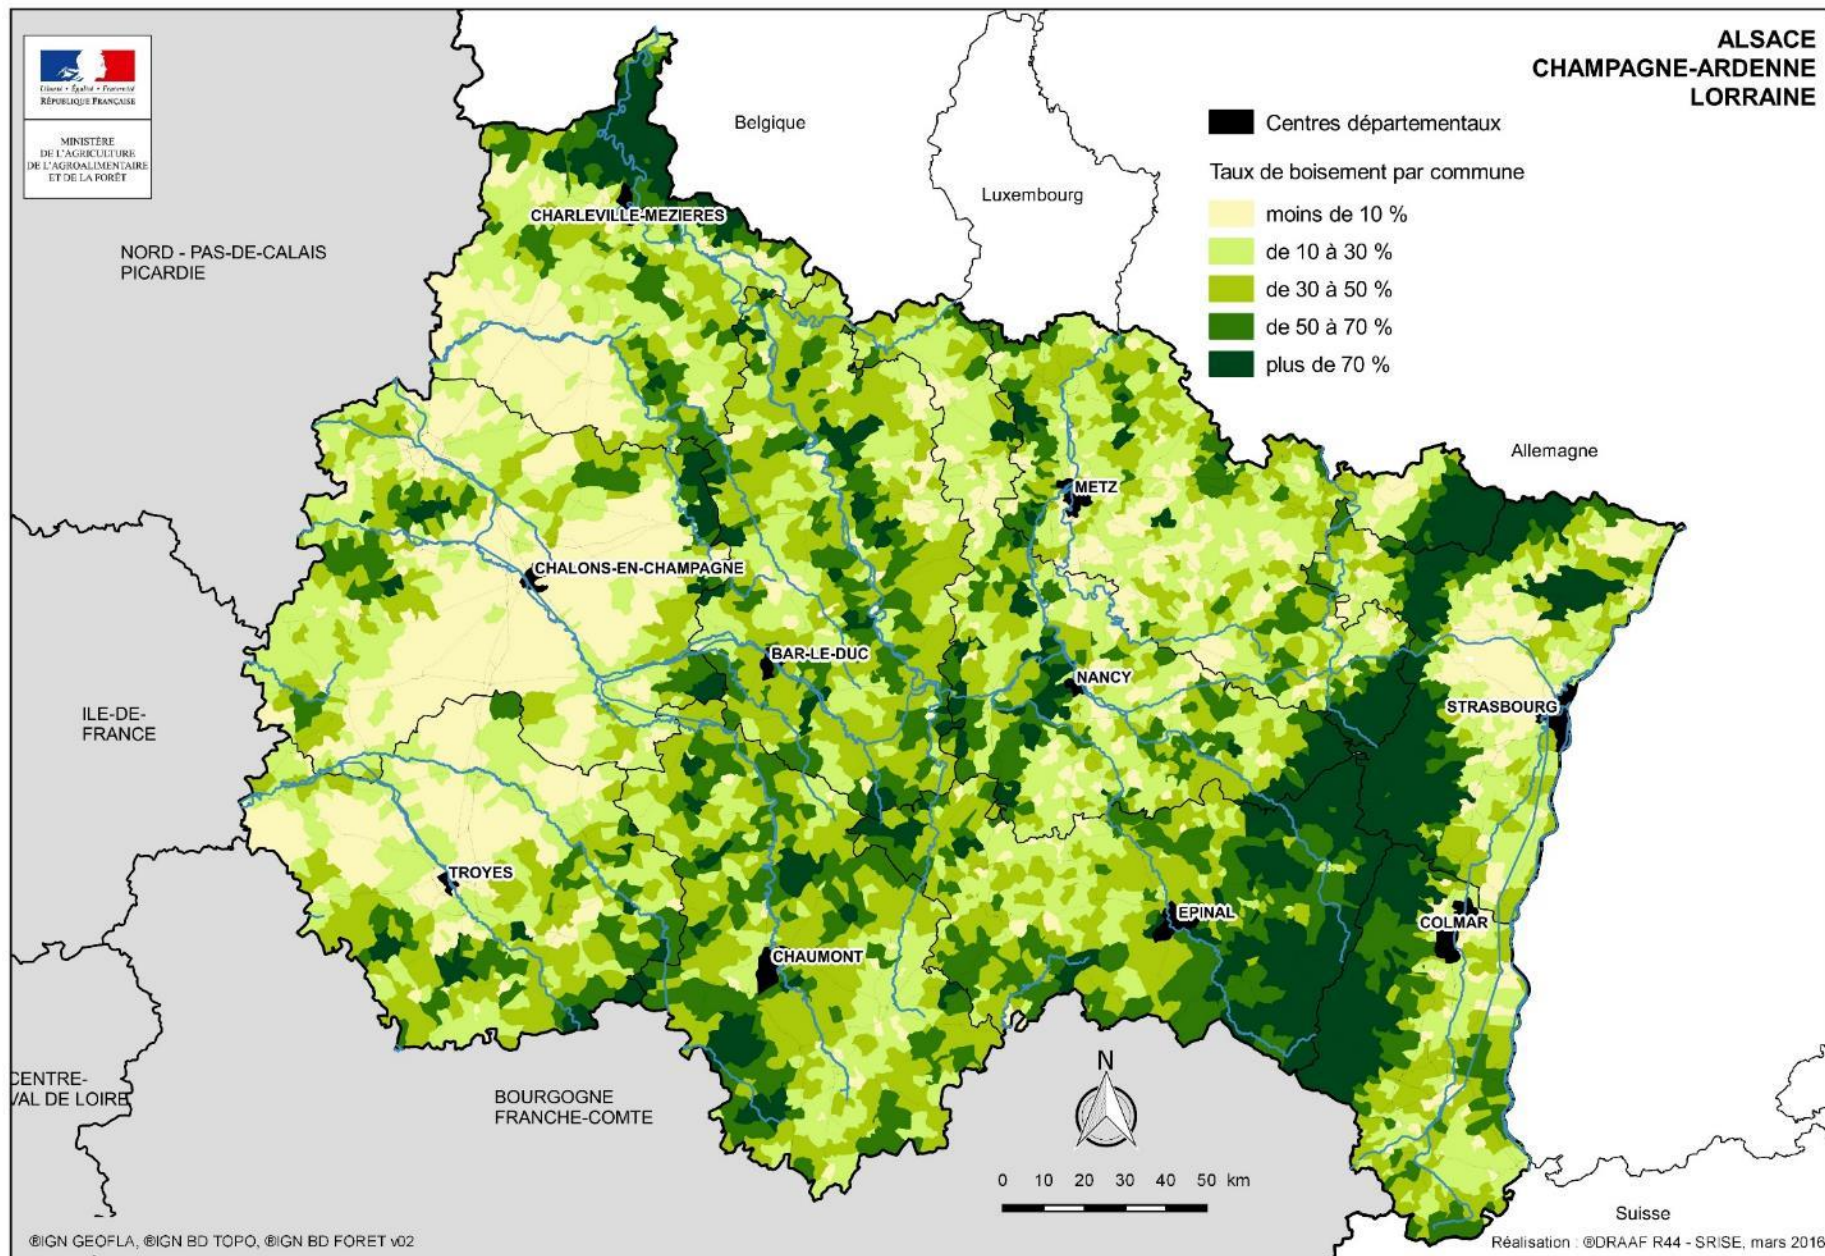 ALSACE
CHAMPAGNE-ARDENNE
LORRAINE
Liberté • Égalité • Fraternité
RÉPUBLIQUE FRANÇAISE
MINISTÈRE
DE L'AGRICULTURE
DE L'AGROALIMENTAIRE
ET DE LA FORÊT
Belgique
Luxembourg
Allemagne
Centres départementaux
Taux de boisement par commune
moins de 10 %
de 10 à 30 %
de 30 à 50 %
de 50 à 70 %
plus de 70 %
NORD - PAS-DE-CALAIS
PICARDIE
CHARLEVILLE-MEZIERES
METZ
CHALONS-EN-CHAMPAGNE
BAR-LE-DUC
NANCY
STRASBOURG
ILE-DE-
FRANCE
TROYES
CHAUMONT
EPINAL
COLMAR
CENTRE-
VAL DE LOIRE
BOURGOGNE
FRANCHE-COMTE
N
0 10 20 30 40 50 km
Suisse
®IGN GEOFLA, ®IGN BD TOPO, ®IGN BD FORET v02
Réalisation : ®DRAAF R44 - SRISE, mars 2016